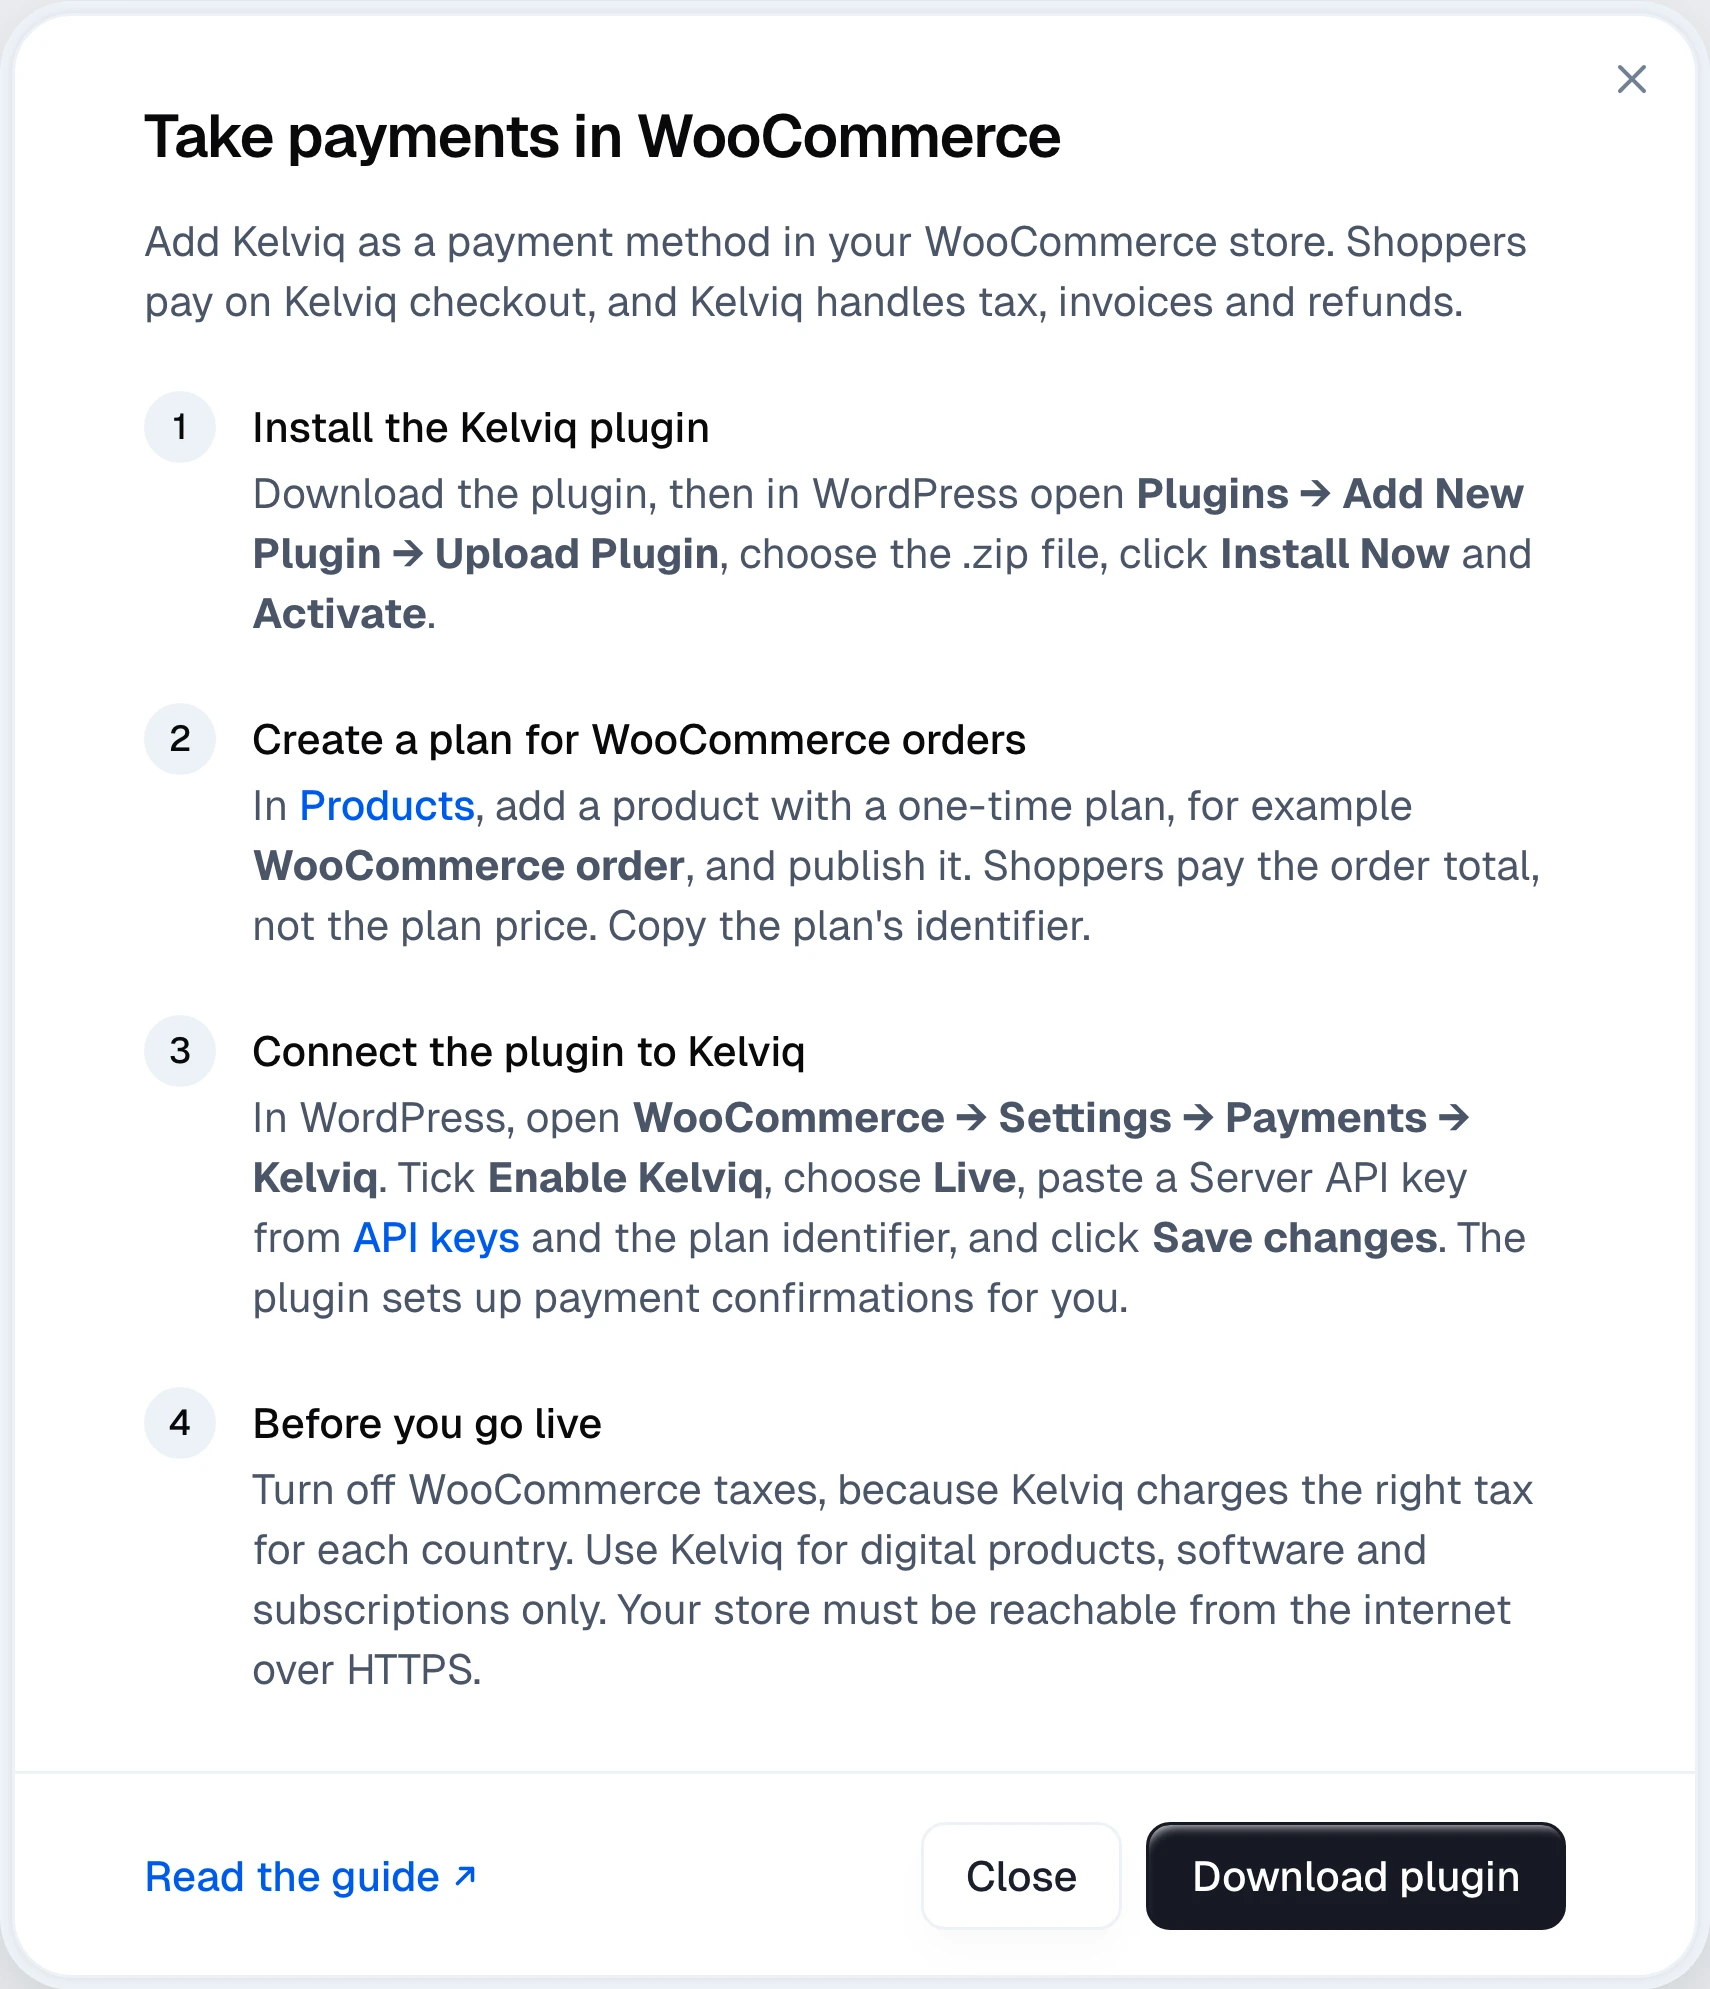 Take payments in WooCommerce
Add Kelviq as a payment method in your WooCommerce store. Shoppers
pay on Kelviq checkout, and Kelviq handles tax, invoices and refunds.
1
Install the Kelviq plugin
Download the plugin, then in WordPress open Plugins → Add New
Plugin → Upload Plugin, choose the .zip file, click Install Now and
Activate.
2
Create a plan for WooCommerce orders
In Products, add a product with a one-time plan, for example
WooCommerce order, and publish it. Shoppers pay the order total,
not the plan price. Copy the plan's identifier.
3
Connect the plugin to Kelviq
In WordPress, open WooCommerce → Settings → Payments →
Kelviq. Tick Enable Kelviq, choose Live, paste a Server API key
from API keys and the plan identifier, and click Save changes. The
plugin sets up payment confirmations for you.
4
Before you go live
Turn off WooCommerce taxes, because Kelviq charges the right tax
for each country. Use Kelviq for digital products, software and
subscriptions only. Your store must be reachable from the internet
over HTTPS.
Read the guide ↗
Close
Download plugin